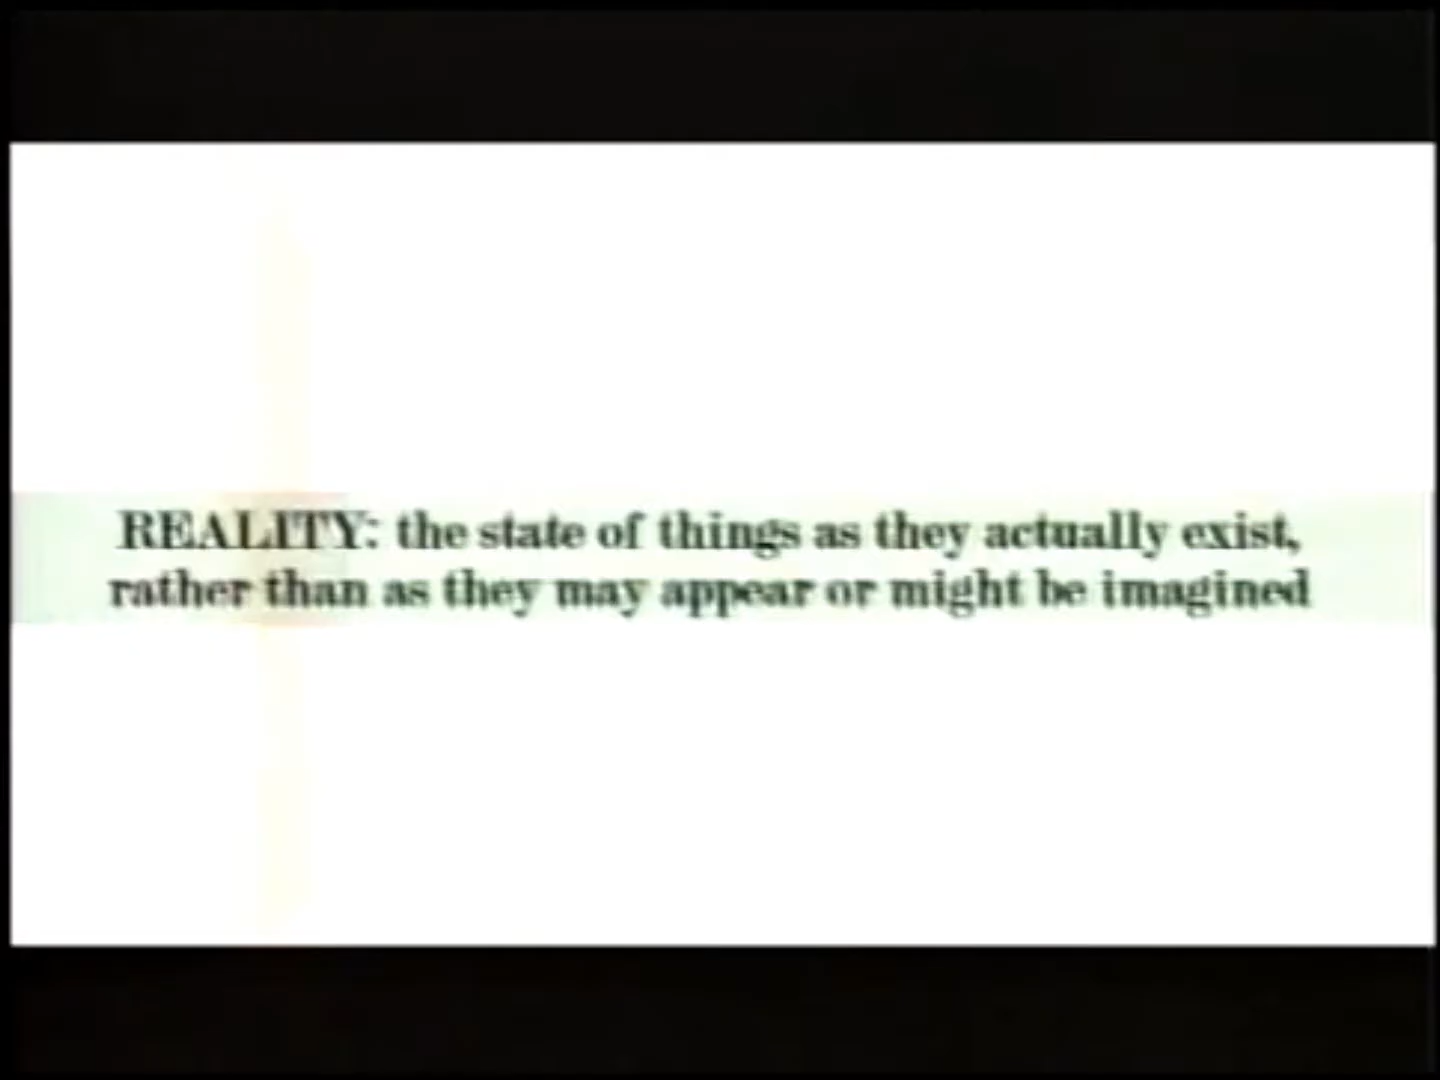 REALITY: the state of things as they actually exist,
rather than as they may appear or might be imagined